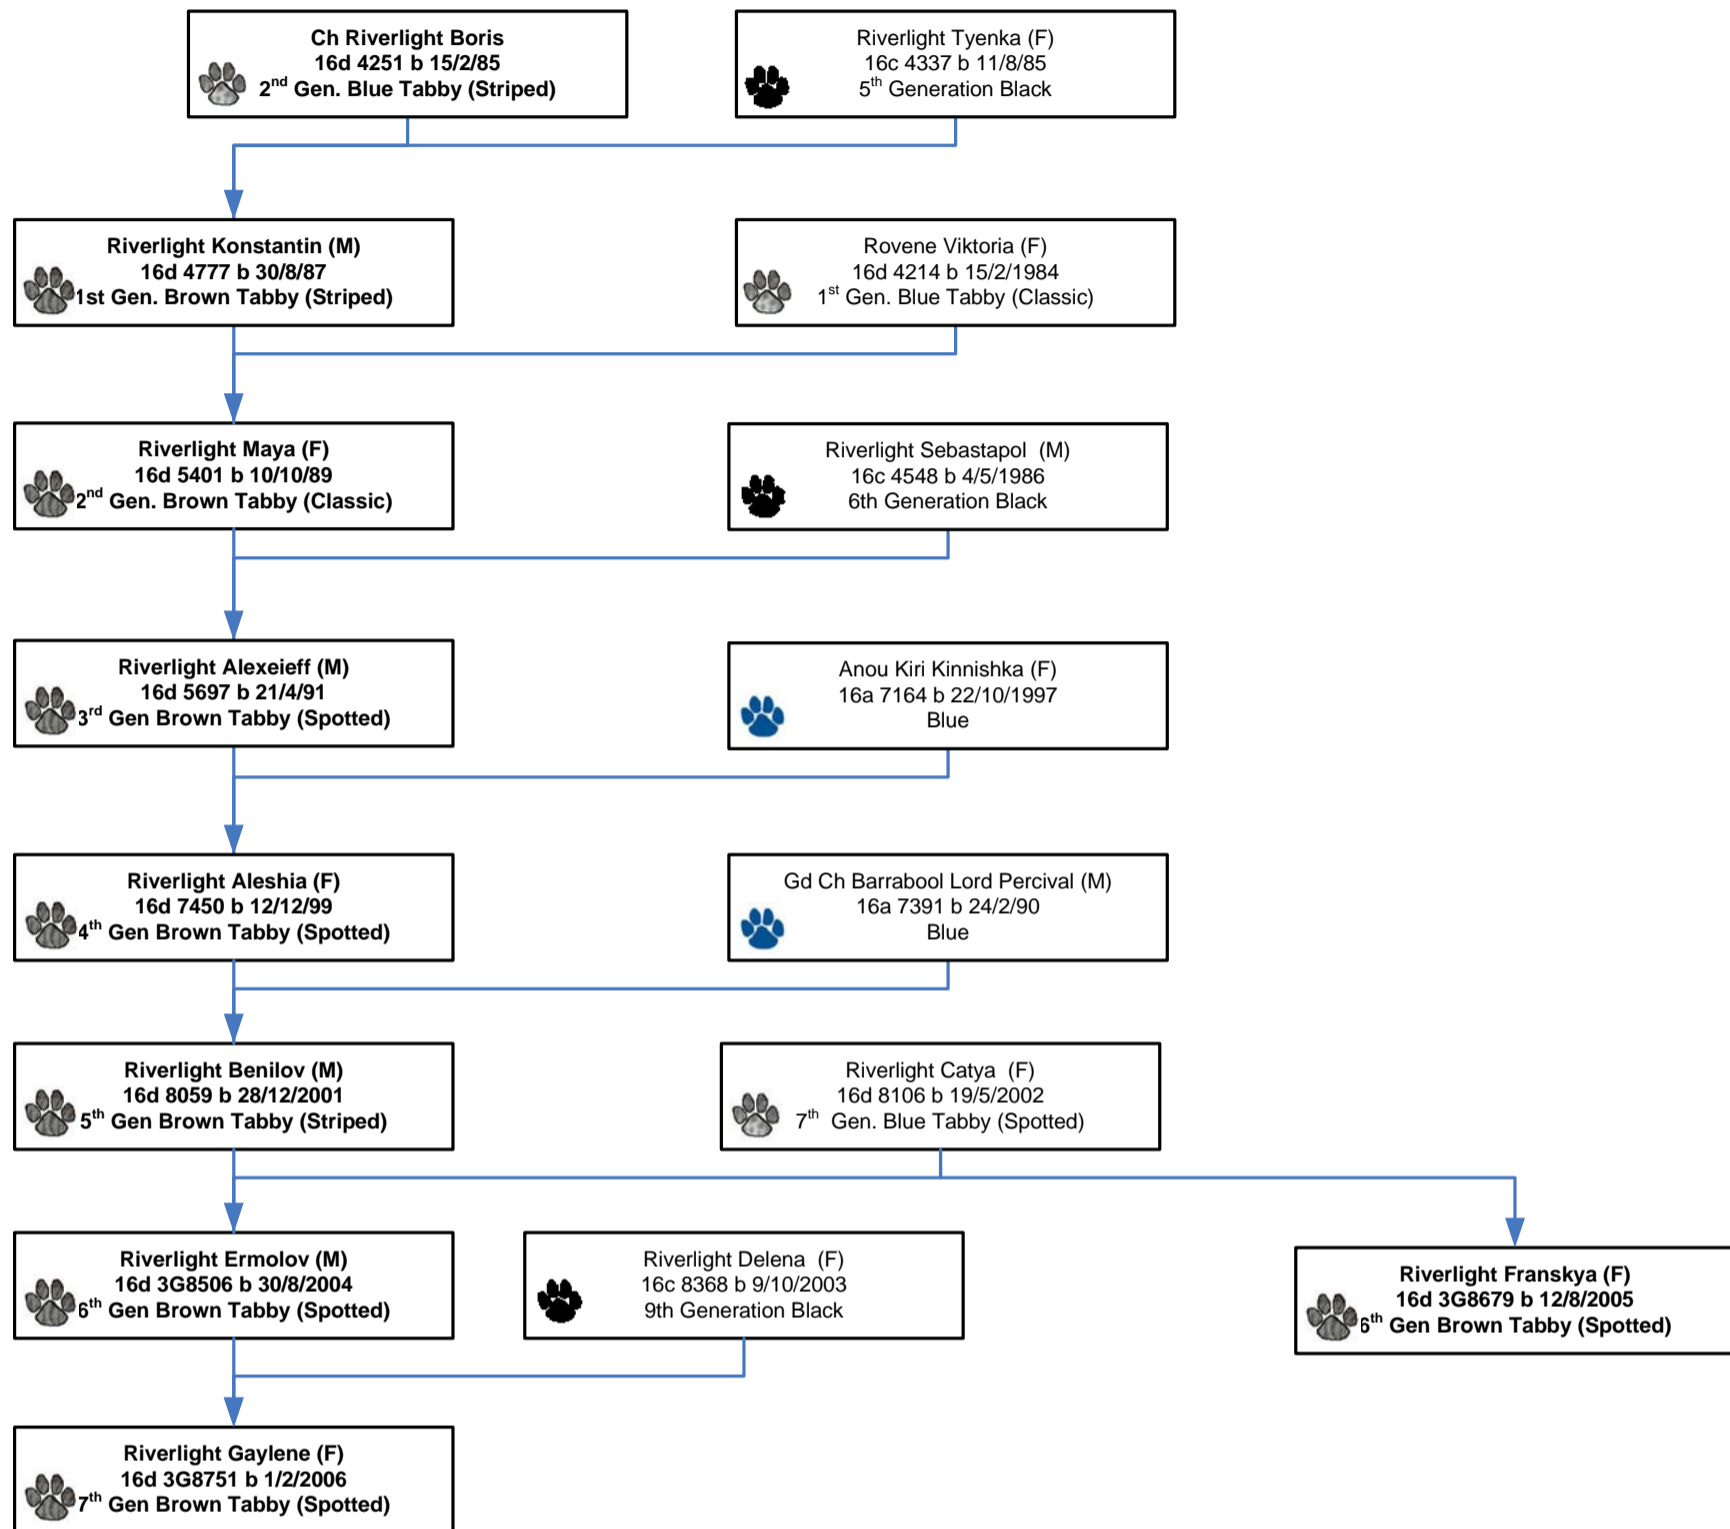 Ch Riverlight Boris
16d 4251 b 15/2/85
2nd Gen. Blue Tabby (Striped)
Riverlight Tyenka (F)
16c 4337 b 11/8/85
5th Generation Black
Riverlight Konstantin (M)
16d 4777 b 30/8/87
1st Gen. Brown Tabby (Striped)
Rovene Viktoria (F)
16d 4214 b 15/2/1984
1st Gen. Blue Tabby (Classic)
Riverlight Maya (F)
16d 5401 b 10/10/89
2nd Gen. Brown Tabby (Classic)
Riverlight Sebastapol (M)
16c 4548 b 4/5/1986
6th Generation Black
Riverlight Alexeieff (M)
16d 5697 b 21/4/91
3rd Gen Brown Tabby (Spotted)
Anou Kiri Kinnishka (F)
16a 7164 b 22/10/1997
Blue
Riverlight Aleshia (F)
16d 7450 b 12/12/99
4th Gen Brown Tabby (Spotted)
Gd Ch Barrabool Lord Percival (M)
16a 7391 b 24/2/90
Blue
Riverlight Benilov (M)
16d 8059 b 28/12/2001
5th Gen Brown Tabby (Striped)
Riverlight Catya (F)
16d 8106 b 19/5/2002
7th Gen. Blue Tabby (Spotted)
Riverlight Ermolov (M)
16d 3G8506 b 30/8/2004
6th Gen Brown Tabby (Spotted)
Riverlight Delena (F)
16c 8368 b 9/10/2003
9th Generation Black
Riverlight Franskya (F)
16d 3G8679 b 12/8/2005
6th Gen Brown Tabby (Spotted)
Riverlight Gaylene (F)
16d 3G8751 b 1/2/2006
7th Gen Brown Tabby (Spotted)